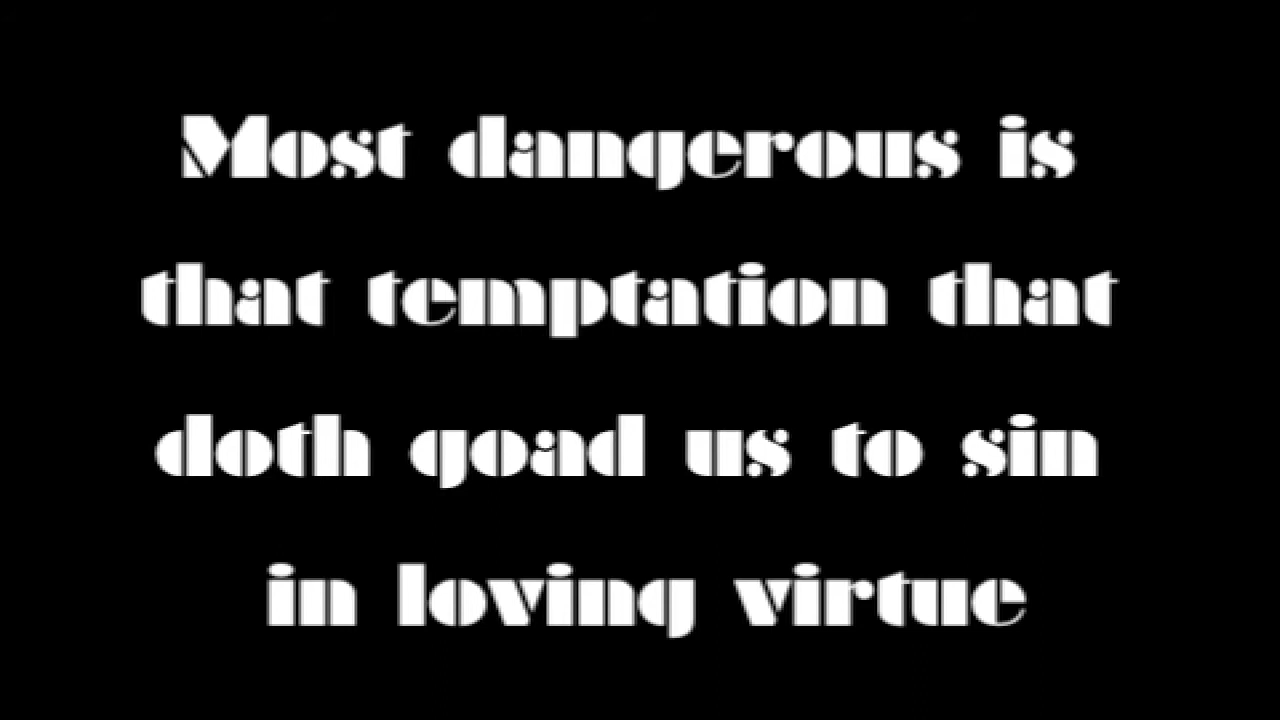 Most dangerous is
that temptation that
doth goad us to sin
in loving virtue